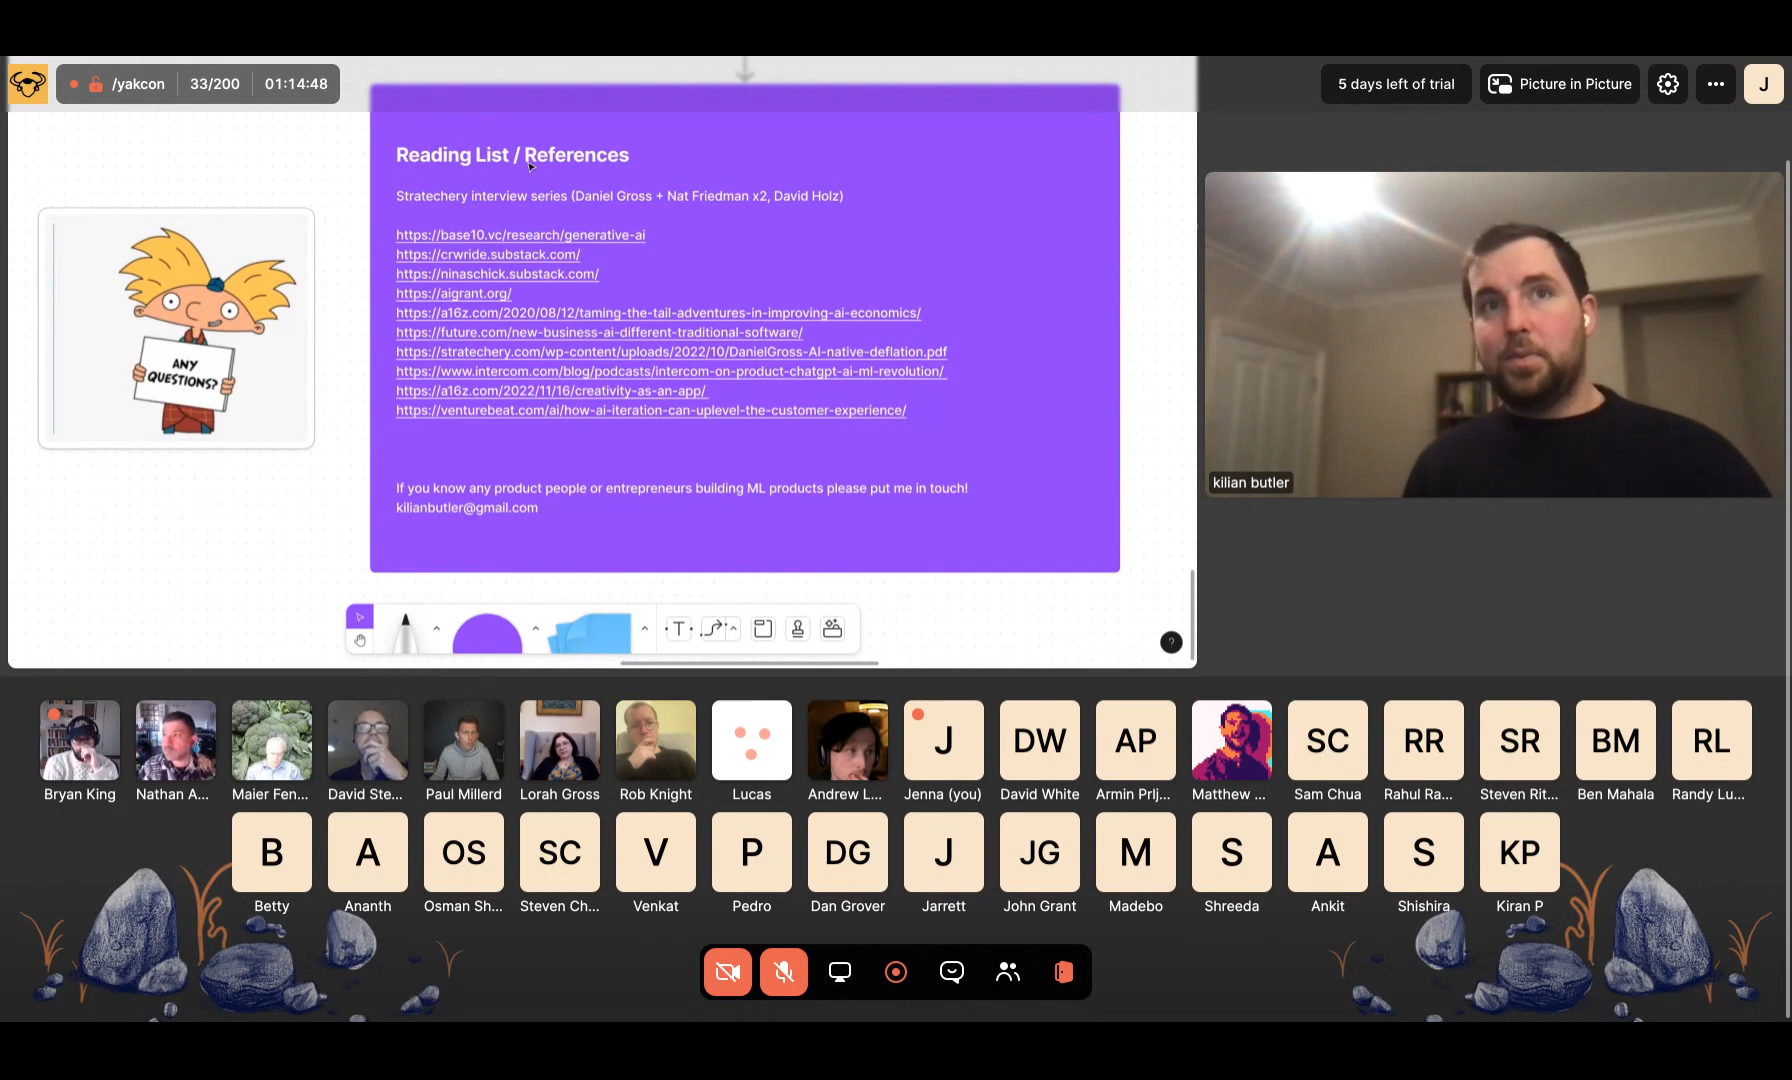 /yakcon
33/200
01:14:48
5 days left of trial
Picture in Picture
J
Reading List / References
Stratechery interview series (Daniel Gross + Nat Friedman x2, David Holz)
https://base10.vc/research/generative-ai
https://crwride.substack.com/
https://ninaschick.substack.com/
https://aigrant.org/
https://a16z.com/2020/08/12/taming-the-tail-adventures-in-improving-ai-economics/
https://future.com/new-business-ai-different-traditional-software/
https://stratechery.com/wp-content/uploads/2022/10/DanielGross-AI-native-deflation.pdf
https://www.intercom.com/blog/podcasts/intercom-on-product-chatgpt-ai-ml-revolution/
https://a16z.com/2022/11/16/creativity-as-an-app/
https://venturebeat.com/ai/how-ai-iteration-can-uplevel-the-customer-experience/
If you know any product people or entrepreneurs building ML products please put me in touch!
kilianbutler@gmail.com
ANY
QUESTIONS?
kilian butler
T
?
J DW AP SC RR SR BM RL
Bryan King Nathan A... Maier Fen... David Ste... Paul Millerd Lorah Gross Rob Knight Lucas Andrew L... Jenna (you) David White Armin Prlj... Matthew ... Sam Chua Rahul Ra... Steven Rit... Ben Mahala Randy Lu...
B A OS SC V P DG J JG M S A S KP
Betty Ananth Osman Sh... Steven Ch... Venkat Pedro Dan Grover Jarrett John Grant Madebo Shreeda Ankit Shishira Kiran P